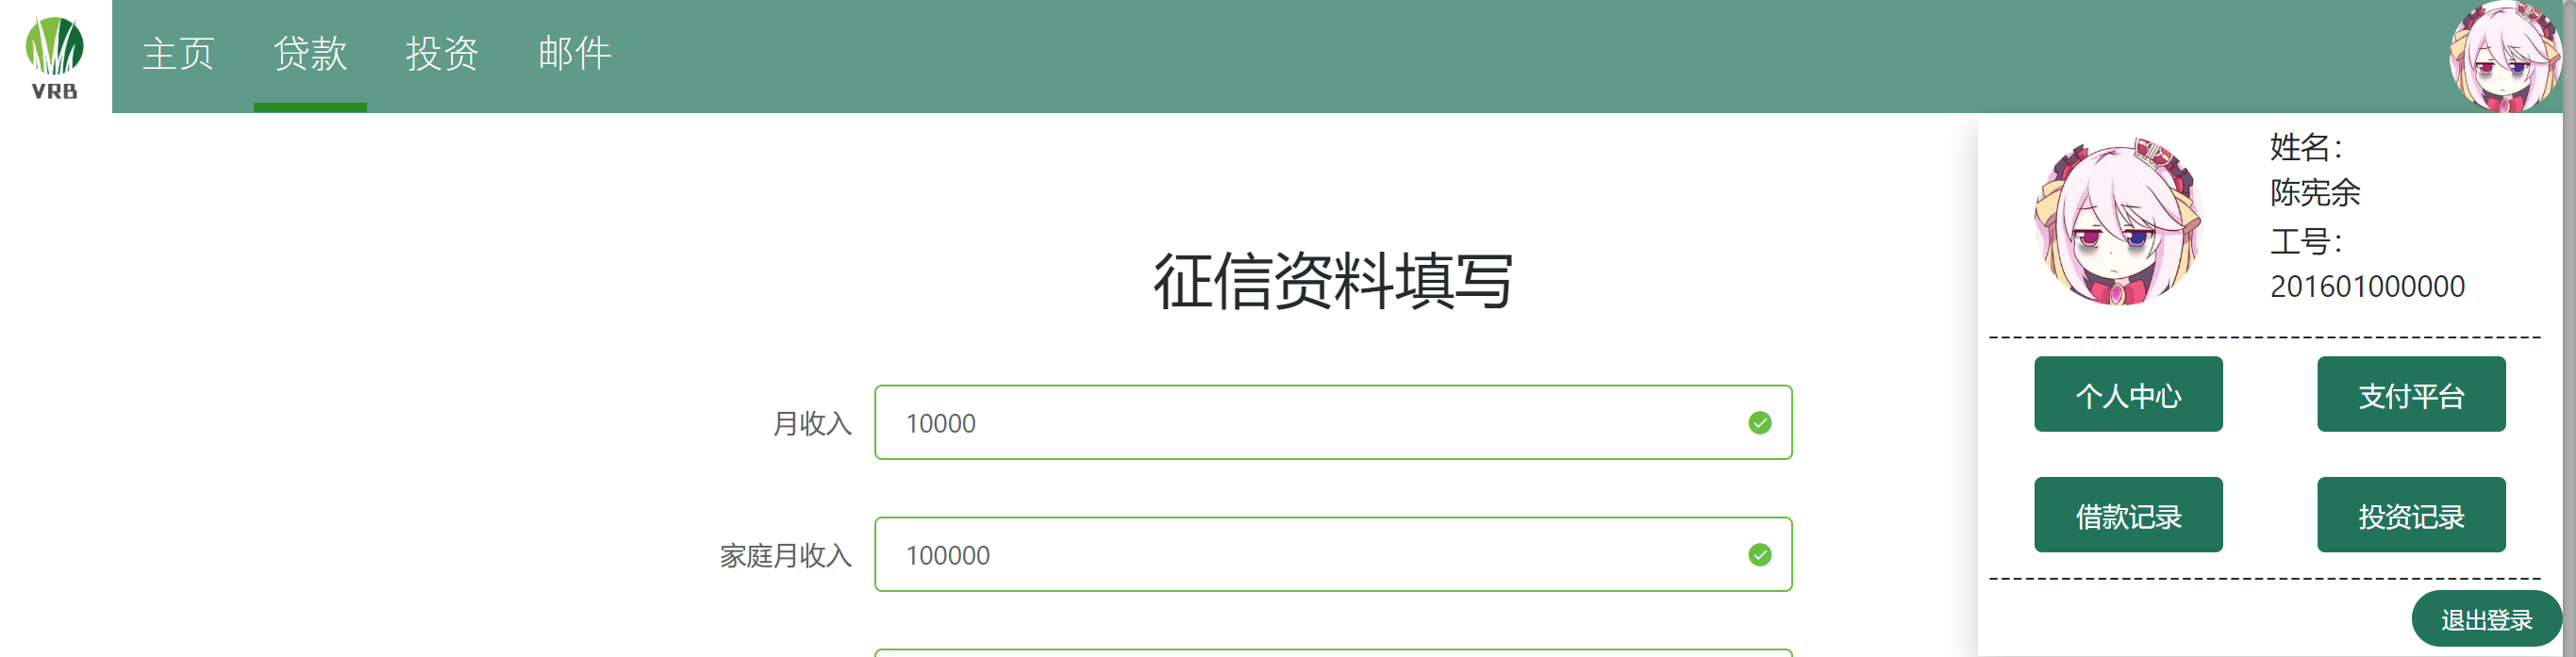 VRB
主页
贷款
投资
邮件
姓名：
陈宪余
工号：
201601000000
征信资料填写
月收入
10000
家庭月收入
100000
个人中心
支付平台
借款记录
投资记录
退出登录